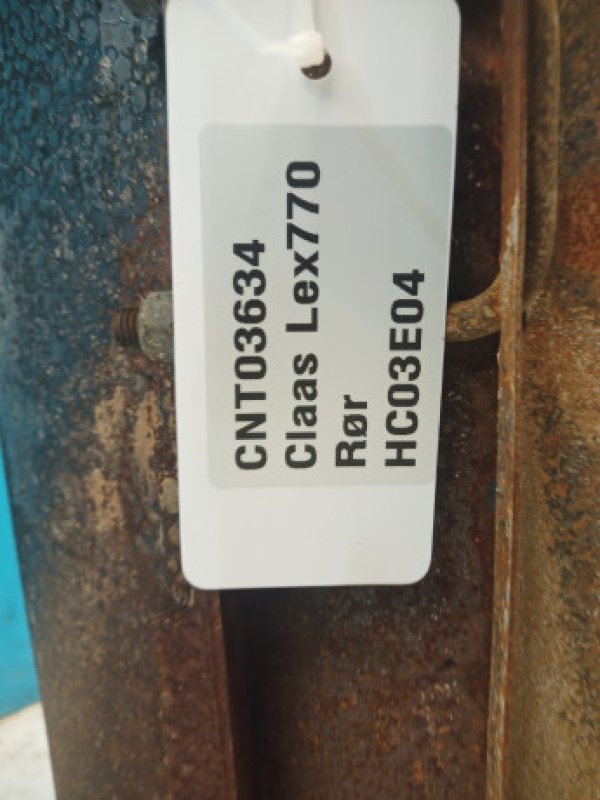 CNT03634
Claas Lex770
Rør
HC03E04